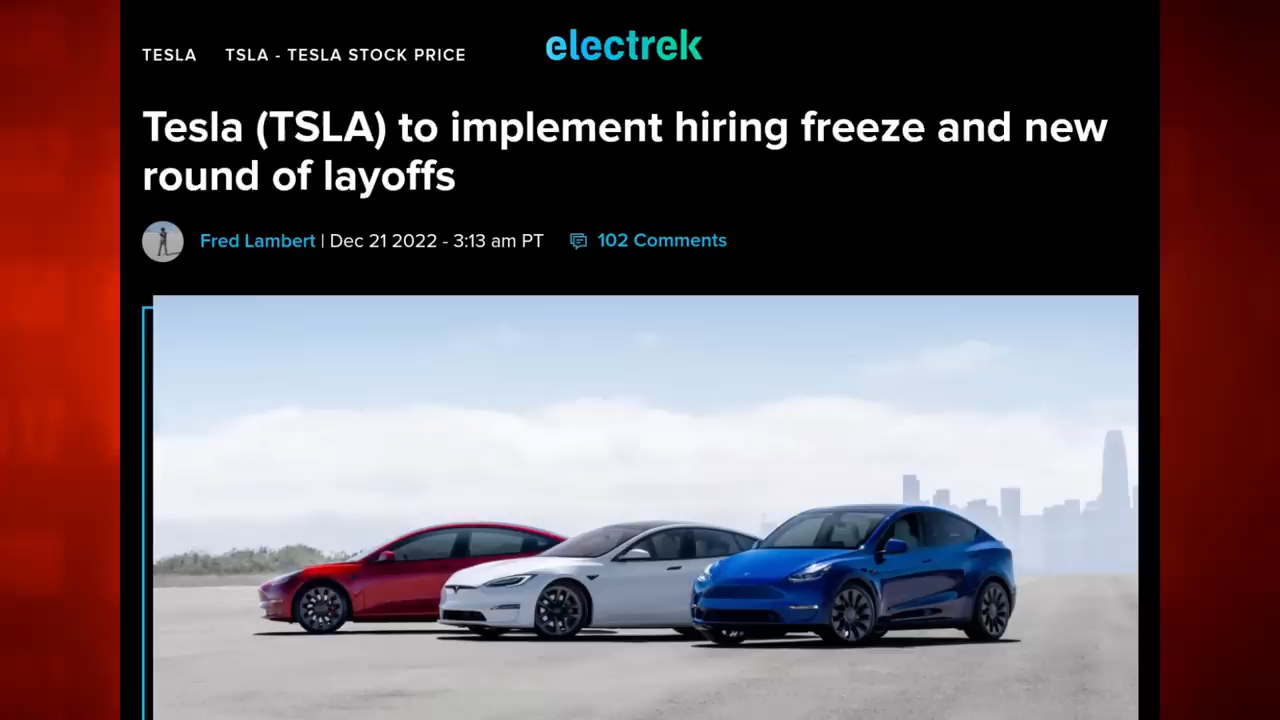 TESLA TSLA - TESLA STOCK PRICE electrek
Tesla (TSLA) to implement hiring freeze and new
round of layoffs
Fred Lambert | Dec 21 2022 - 3:13 am PT 102 Comments